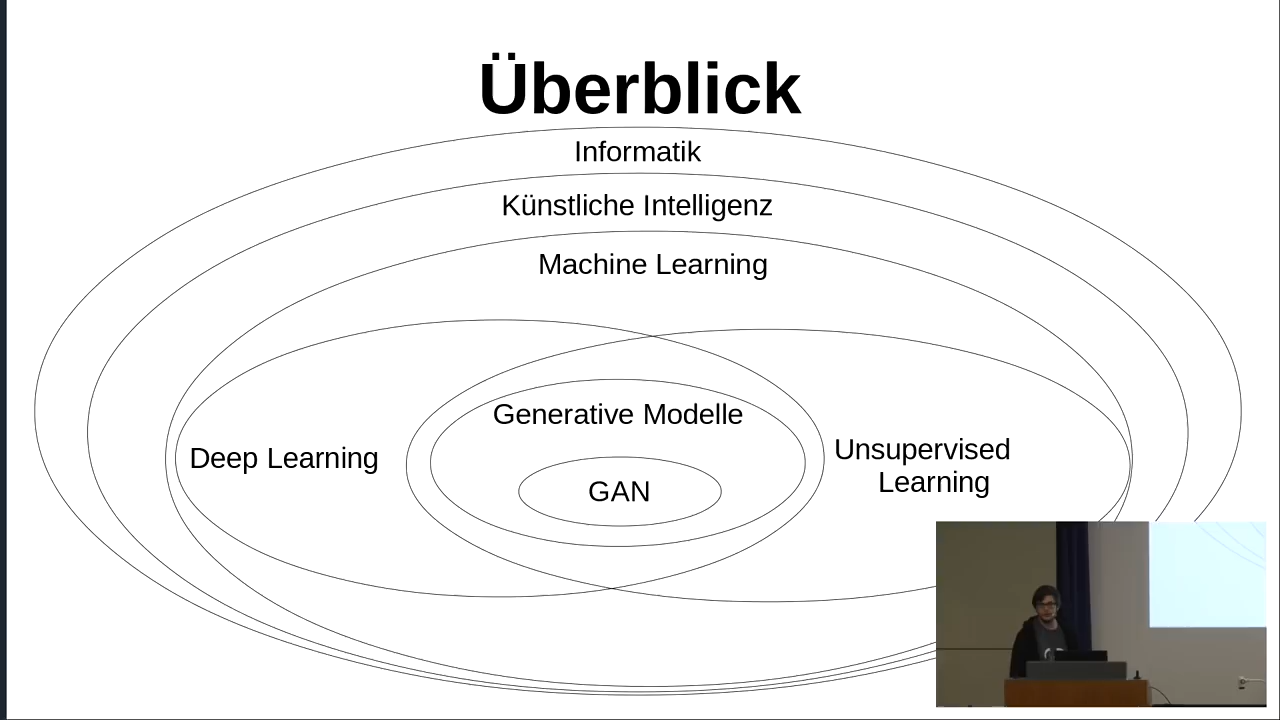 Überblick
Informatik
Künstliche Intelligenz
Machine Learning
Generative Modelle
Deep Learning
Unsupervised
Learning
GAN